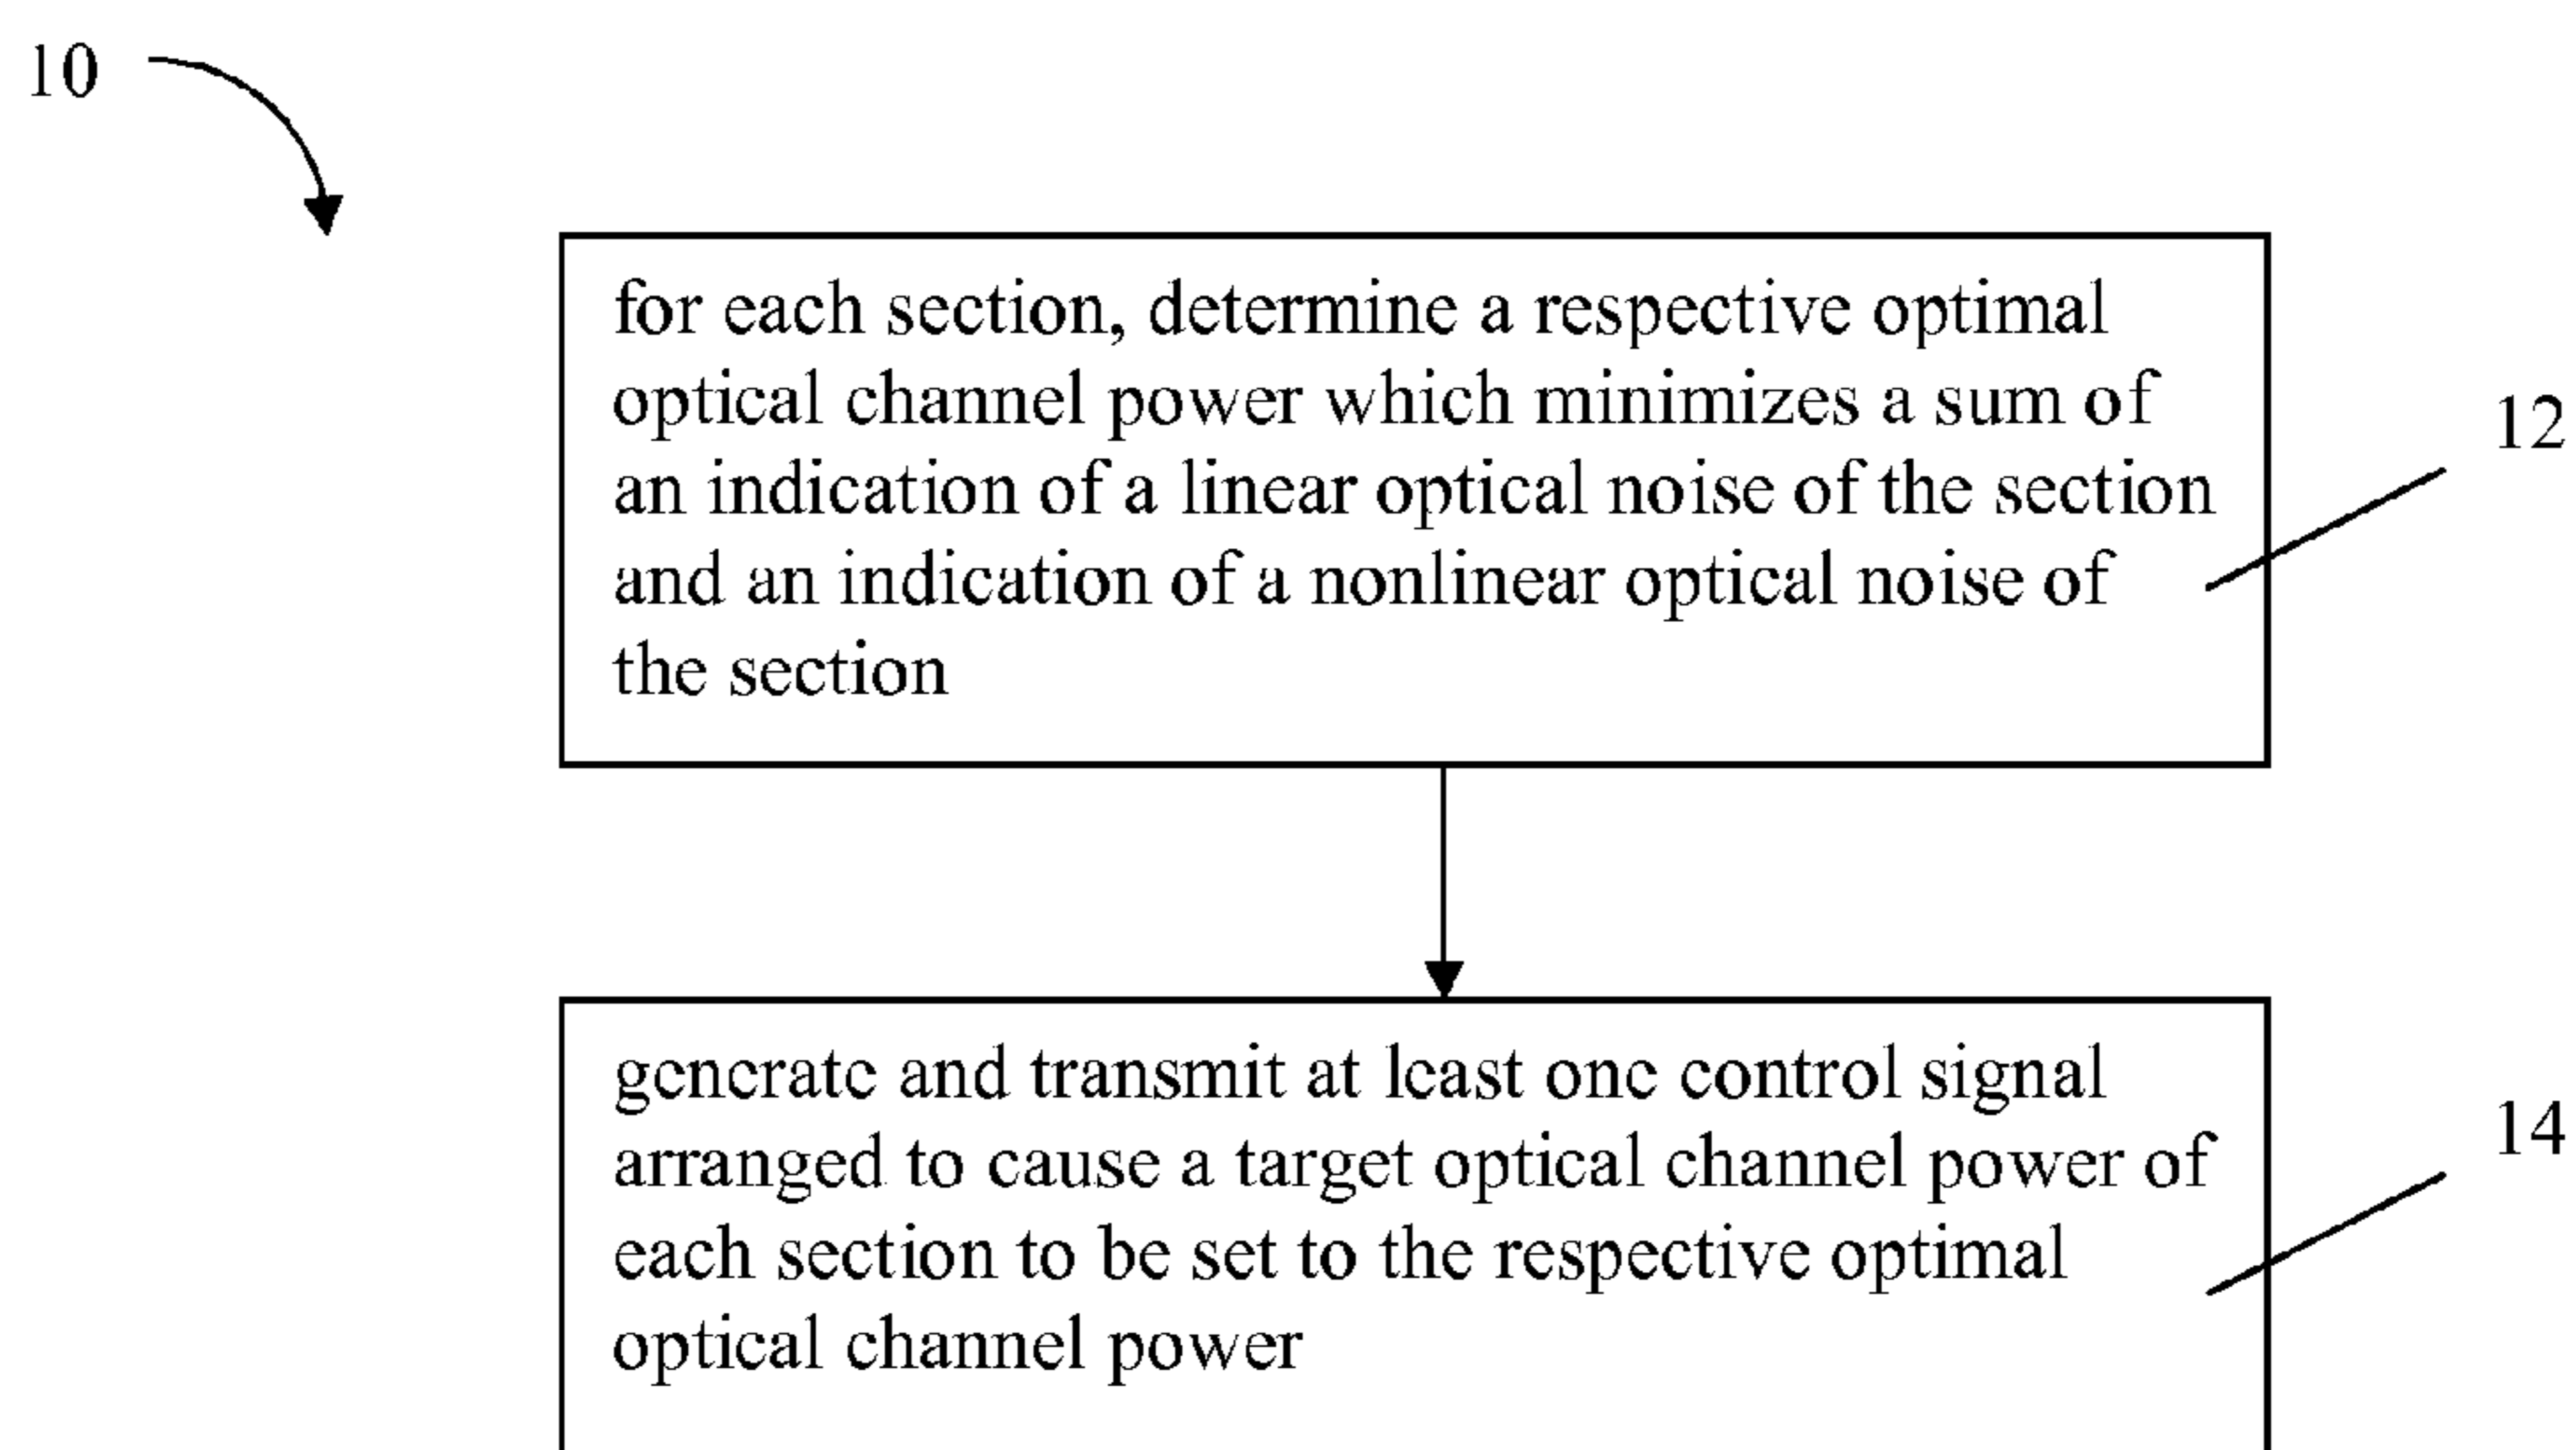 10
for each section, determine a respective optimal
optical channel power which minimizes a sum of
an indication of a linear optical noise of the section
and an indication of a nonlinear optical noise of
the section
12
generate and transmit at least one control signal
arranged to cause a target optical channel power of
each section to be set to the respective optimal
optical channel power
14